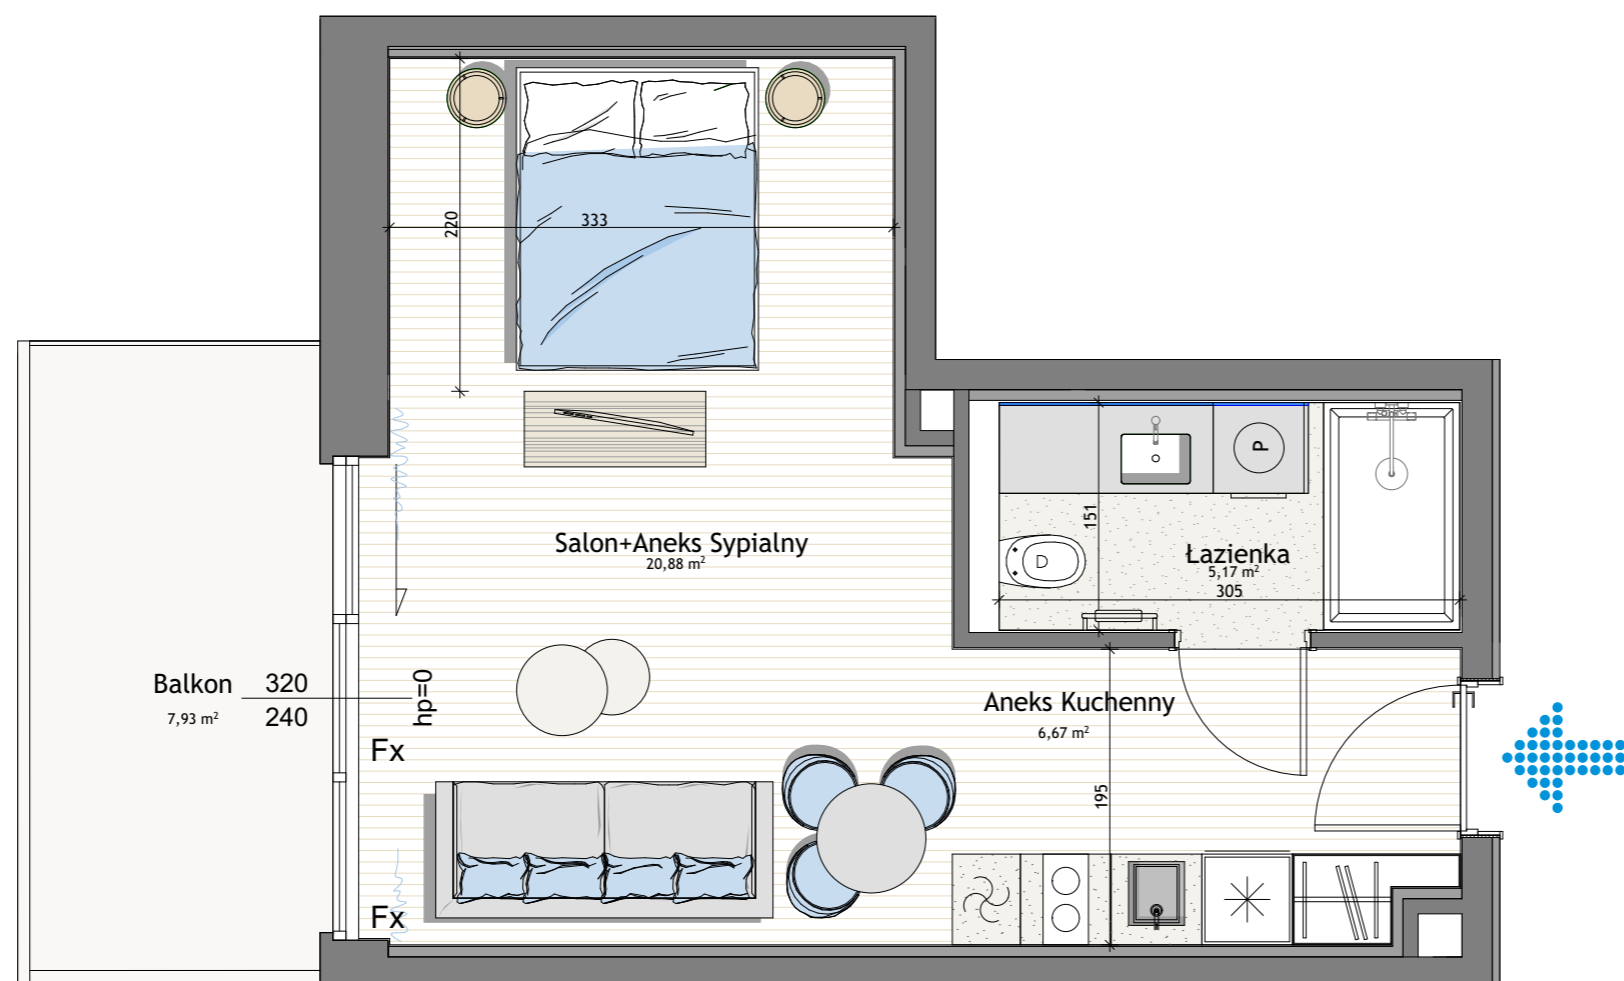 220
333
Salon+Aneks Sypialny
20,88 m²
151
P
D
Łazienka
5,17 m²
305
Balkon
7,93 m²
320
240
hp=0
Fx
Aneks Kuchenny
6,67 m²
195
Fx